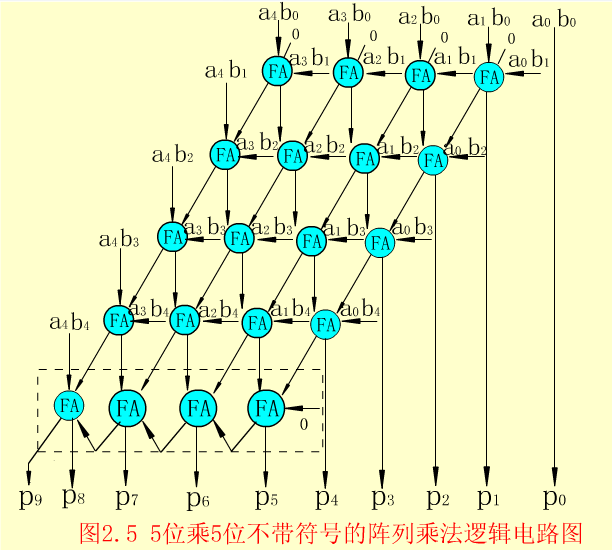 a4b0 a3b0 a2b0 a1b0 a0b0
0 0 0 0
FA a3b1 FA a2b1 FA a1b1 FA a0b1
a4b1
FA a3b2 FA a2b2 FA a1b2 FA a0b2
a4b2
FA a3b3 FA a2b3 FA a1b3 FA a0b3
a4b3
FA a3b4 FA a2b4 FA a1b4 FA a0b4
a4b4
FA FA FA FA 0
p9 p8 p7 p6 p5 p4 p3 p2 p1 p0
图2.5 5位乘5位不带符号的阵列乘法逻辑电路图